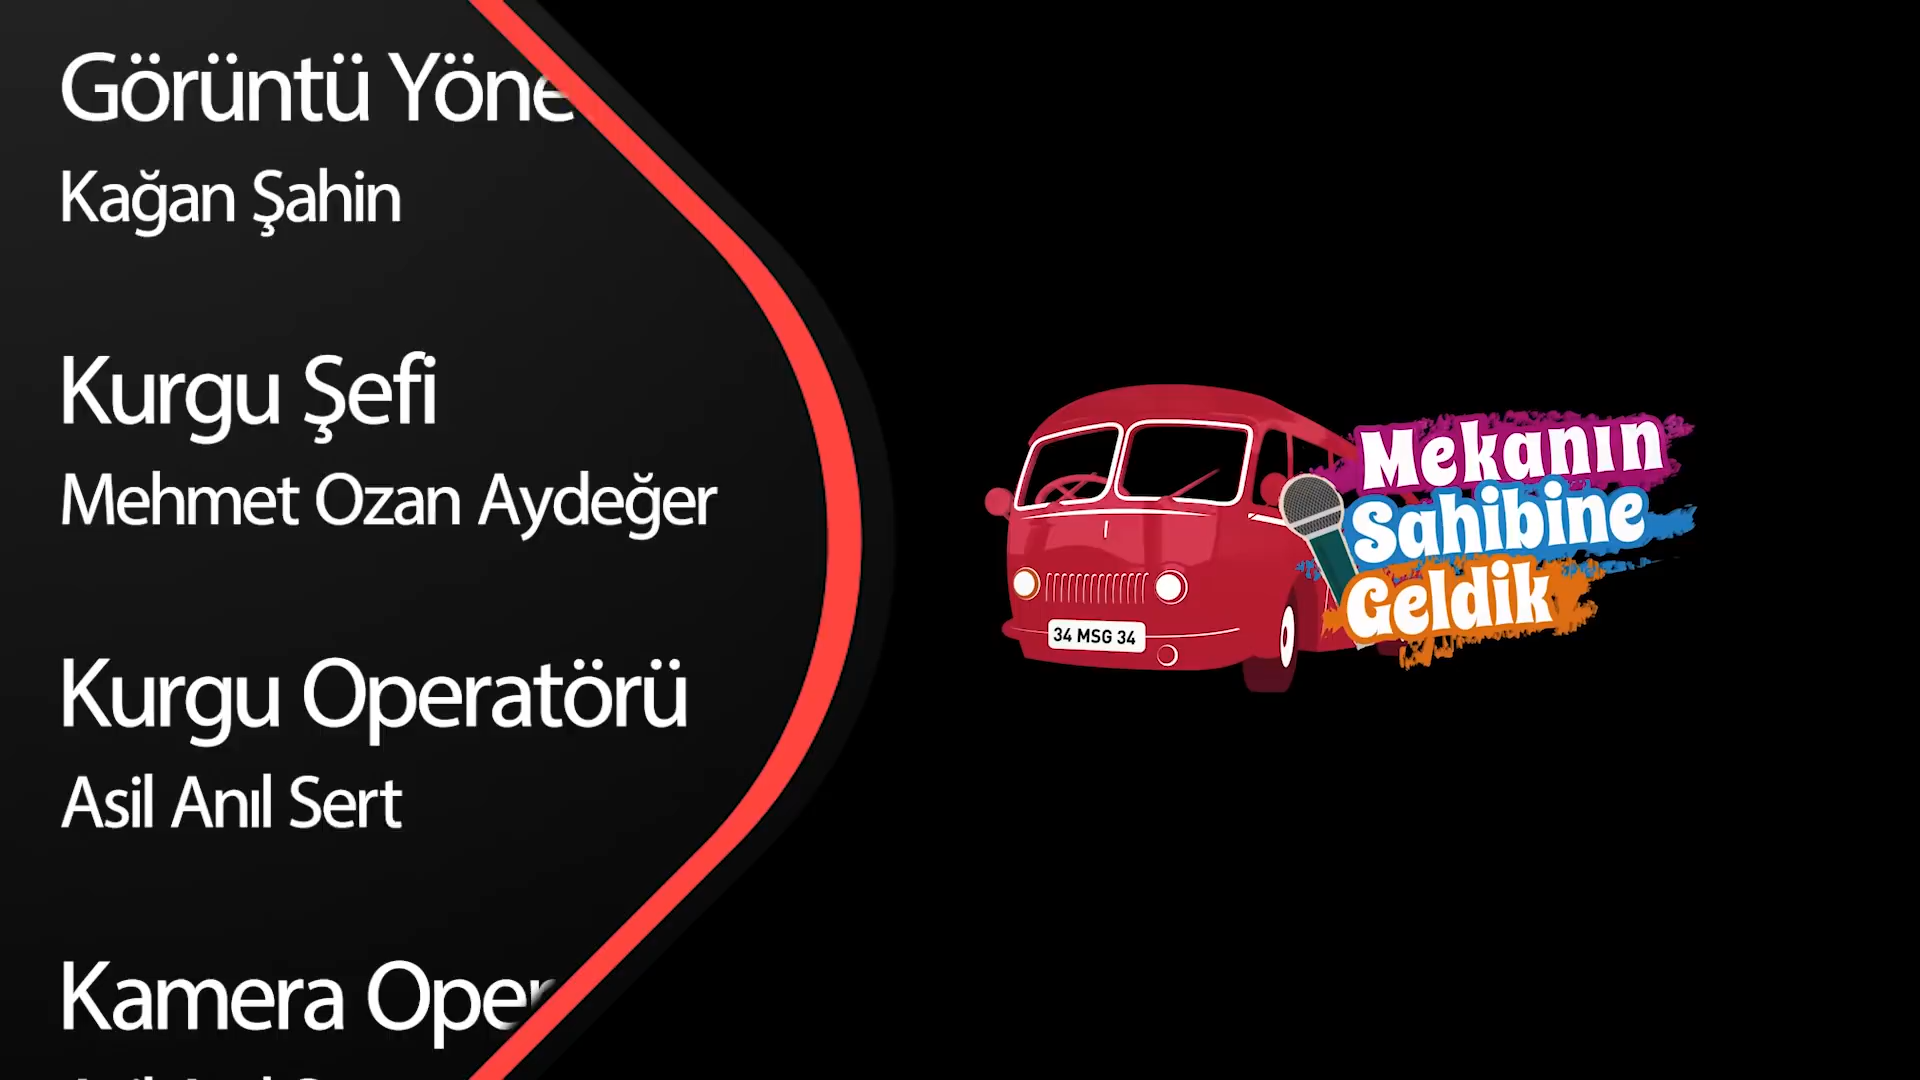 Görüntü Yöne
Kağan Şahin
Kurgu Şefi
Mehmet Ozan Aydeğer
Kurgu Operatörü
Asil Anıl Sert
Kamera Oper
Mekanın
Sahibine
Geldik
34 MSG 34